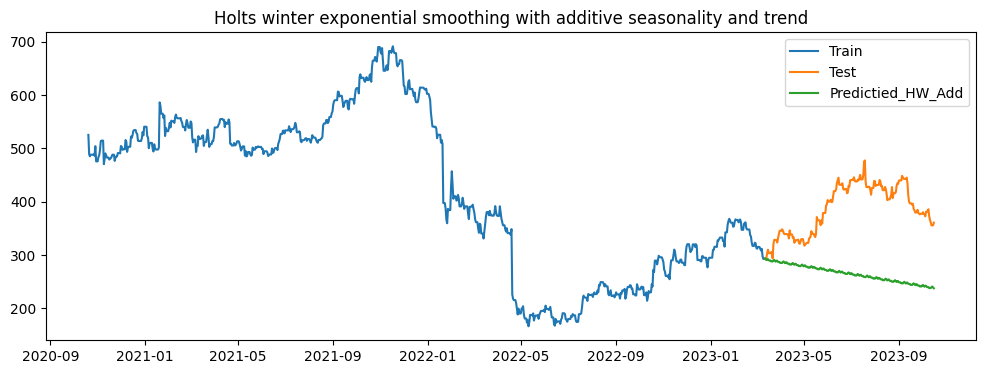 Holts winter exponential smoothing with additive seasonality and trend
700
600
500
400
300
200
Train
Test
Predictied_HW_Add
2020-09 2021-01 2021-05 2021-09 2022-01 2022-05 2022-09 2023-01 2023-05 2023-09